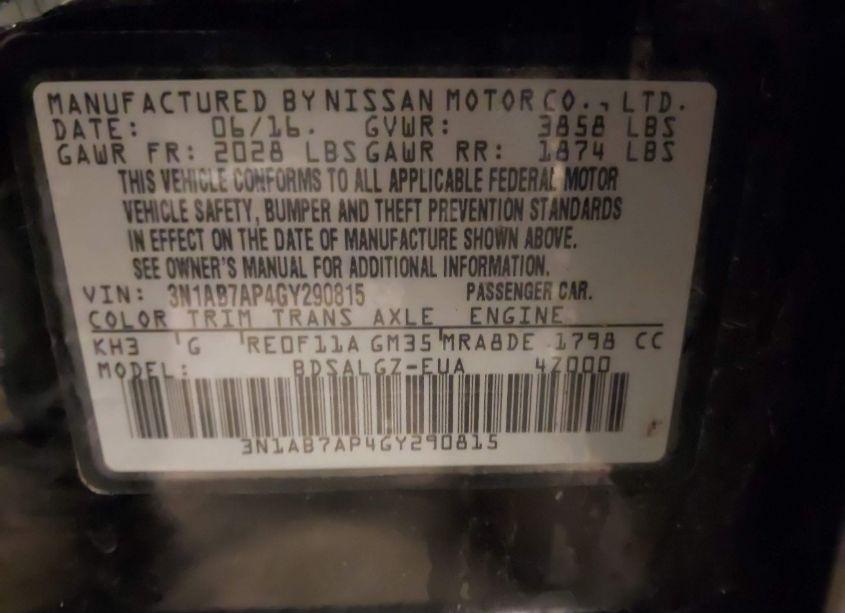 MANUFACTURED BY NISSAN MOTOR CO., LTD.
DATE: 06/16. GVWR: 3858 LBS
GAWR FR: 2028 LBS GAWR RR: 1874 LBS
THIS VEHICLE CONFORMS TO ALL APPLICABLE FEDERAL MOTOR
VEHICLE SAFETY, BUMPER AND THEFT PREVENTION STANDARDS
IN EFFECT ON THE DATE OF MANUFACTURE SHOWN ABOVE.
SEE OWNER'S MANUAL FOR ADDITIONAL INFORMATION.
VIN: 3N1AB7AP4GY290815 PASSENGER CAR.
COLOR TRIM TRANS AXLE ENGINE
KH3 G RE0F11A GM35 MRA8DE 1798 CC
MODEL: BDSALGZ-EUA 4Z000
3N1AB7AP4GY290815